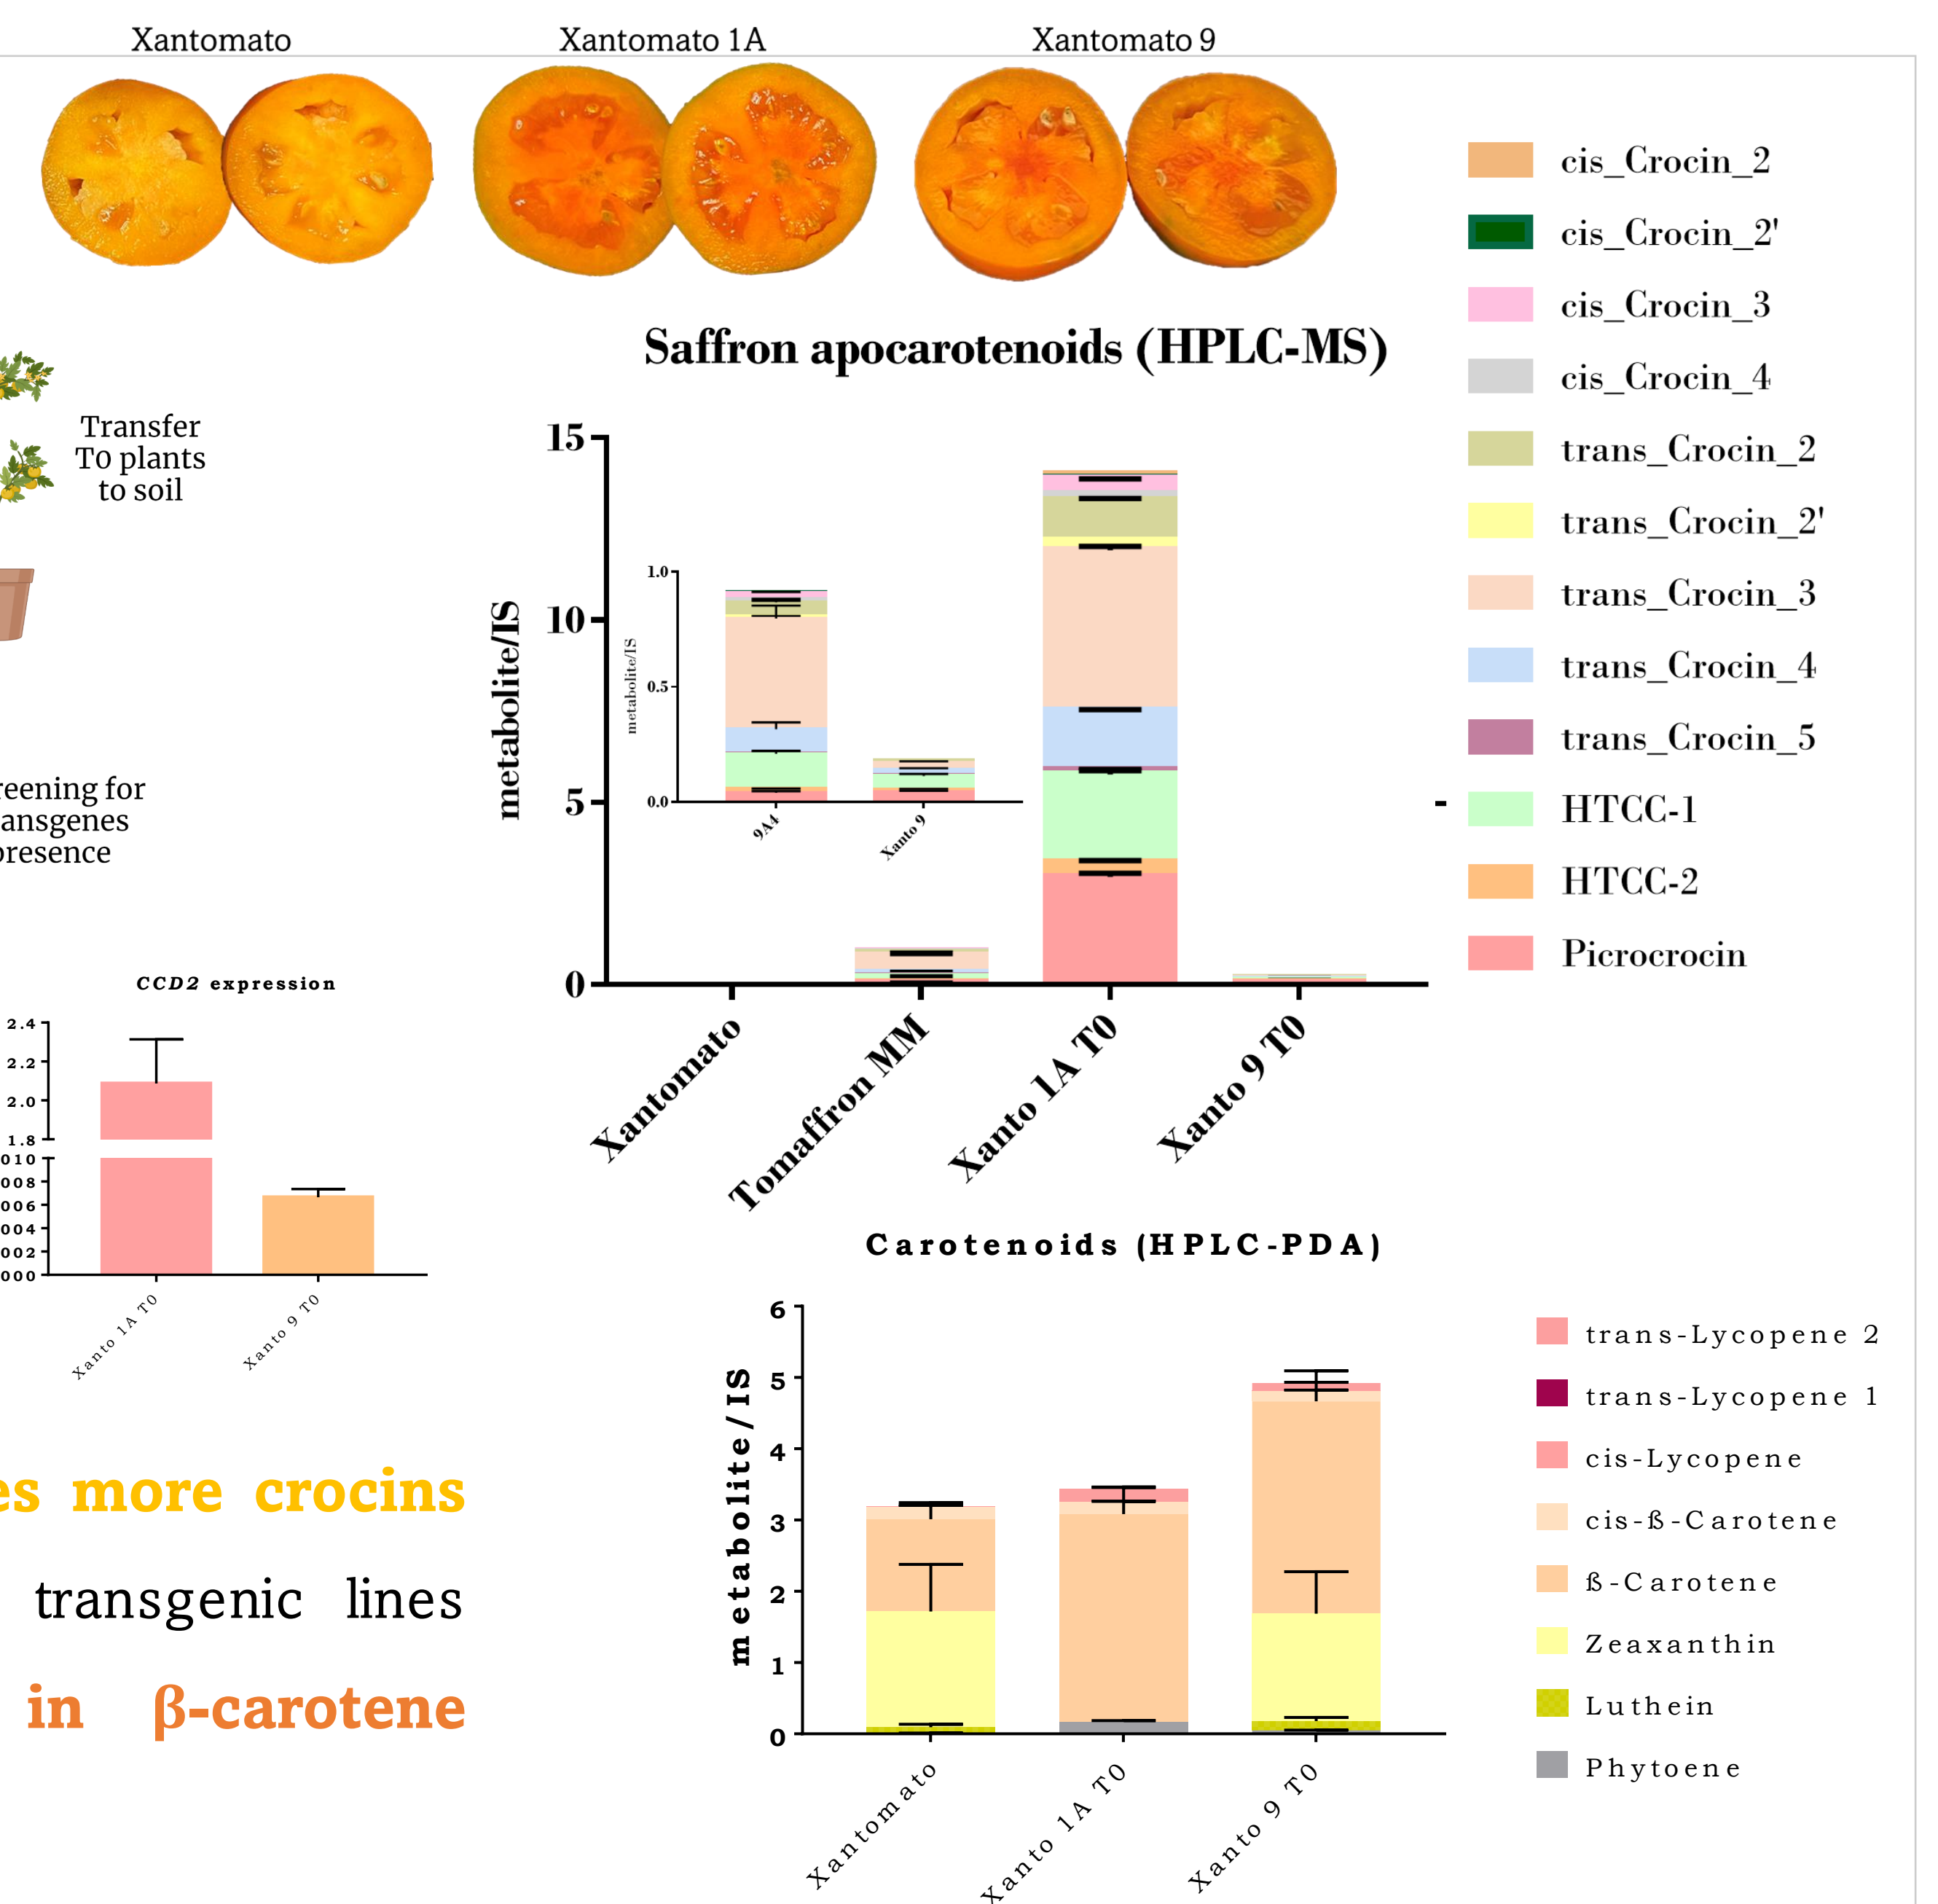 Xantomato
Xantomato 1A
Xantomato 9
Transfer
T0 plants
to soil
presence
Saffron apocarotenoids (HPLC-MS)
metabolite/IS
15
10
5
0
Xantomato
Tomaffron MM
Xanto 1A T0
Xanto 9 T0
metabolite/IS
1.0
0.5
0.0
9A4
Xanto 9
cis_Crocin_2
cis_Crocin_2'
cis_Crocin_3
cis_Crocin_4
trans_Crocin_2
trans_Crocin_2'
trans_Crocin_3
trans_Crocin_4
trans_Crocin_5
HTCC-1
HTCC-2
Picrocrocin
reening for
ansgenes
CCD2 expression
2.4
2.2
2.0
1.8
010
008
006
004
002
000
Xanto 1A T0
Xanto 9 T0
es more crocins
transgenic lines
in β-carotene
Carotenoids (HPLC-PDA)
metabolite/IS
6
5
4
3
2
1
0
Xantomato
Xanto 1A T0
Xanto 9 T0
trans-Lycopene 2
trans-Lycopene 1
cis-Lycopene
cis-ß-Carotene
ß-Carotene
Zeaxanthin
Luthein
Phytoene